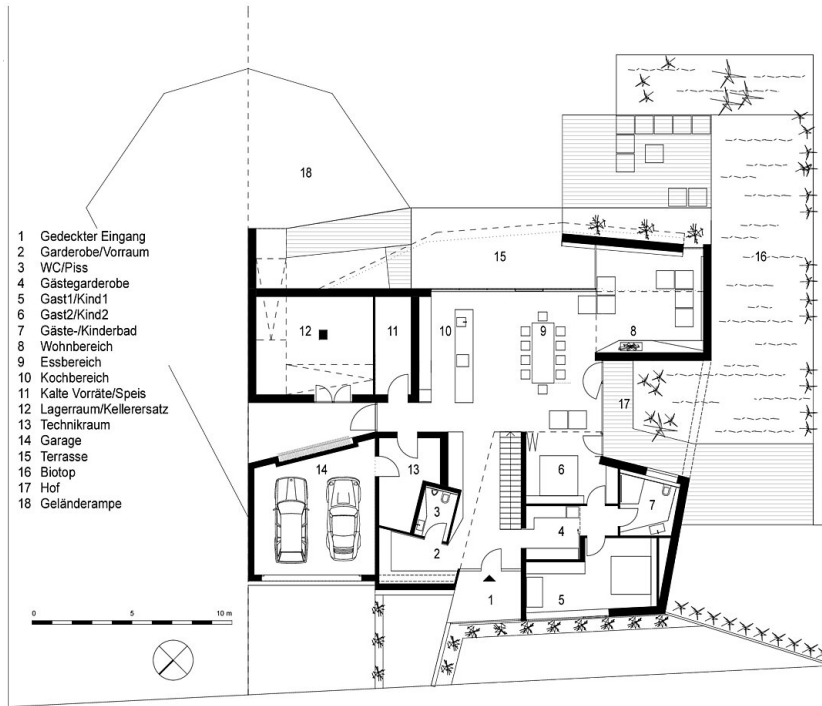 1 Gedeckter Eingang
2 Garderobe/Vorraum
3 WC/Piss
4 Gästegarderobe
5 Gast1/Kind1
6 Gast2/Kind2
7 Gäste-/Kinderbad
8 Wohnbereich
9 Essbereich
10 Kochbereich
11 Kalte Vorräte/Speis
12 Lagerraum/Kellerersatz
13 Technikraum
14 Garage
15 Terrasse
16 Biotop
17 Hof
18 Geländerampe
18
15
16
12
11
10
9
8
17
14
13
6
3
7
4
2
1
5
0 5 10 m